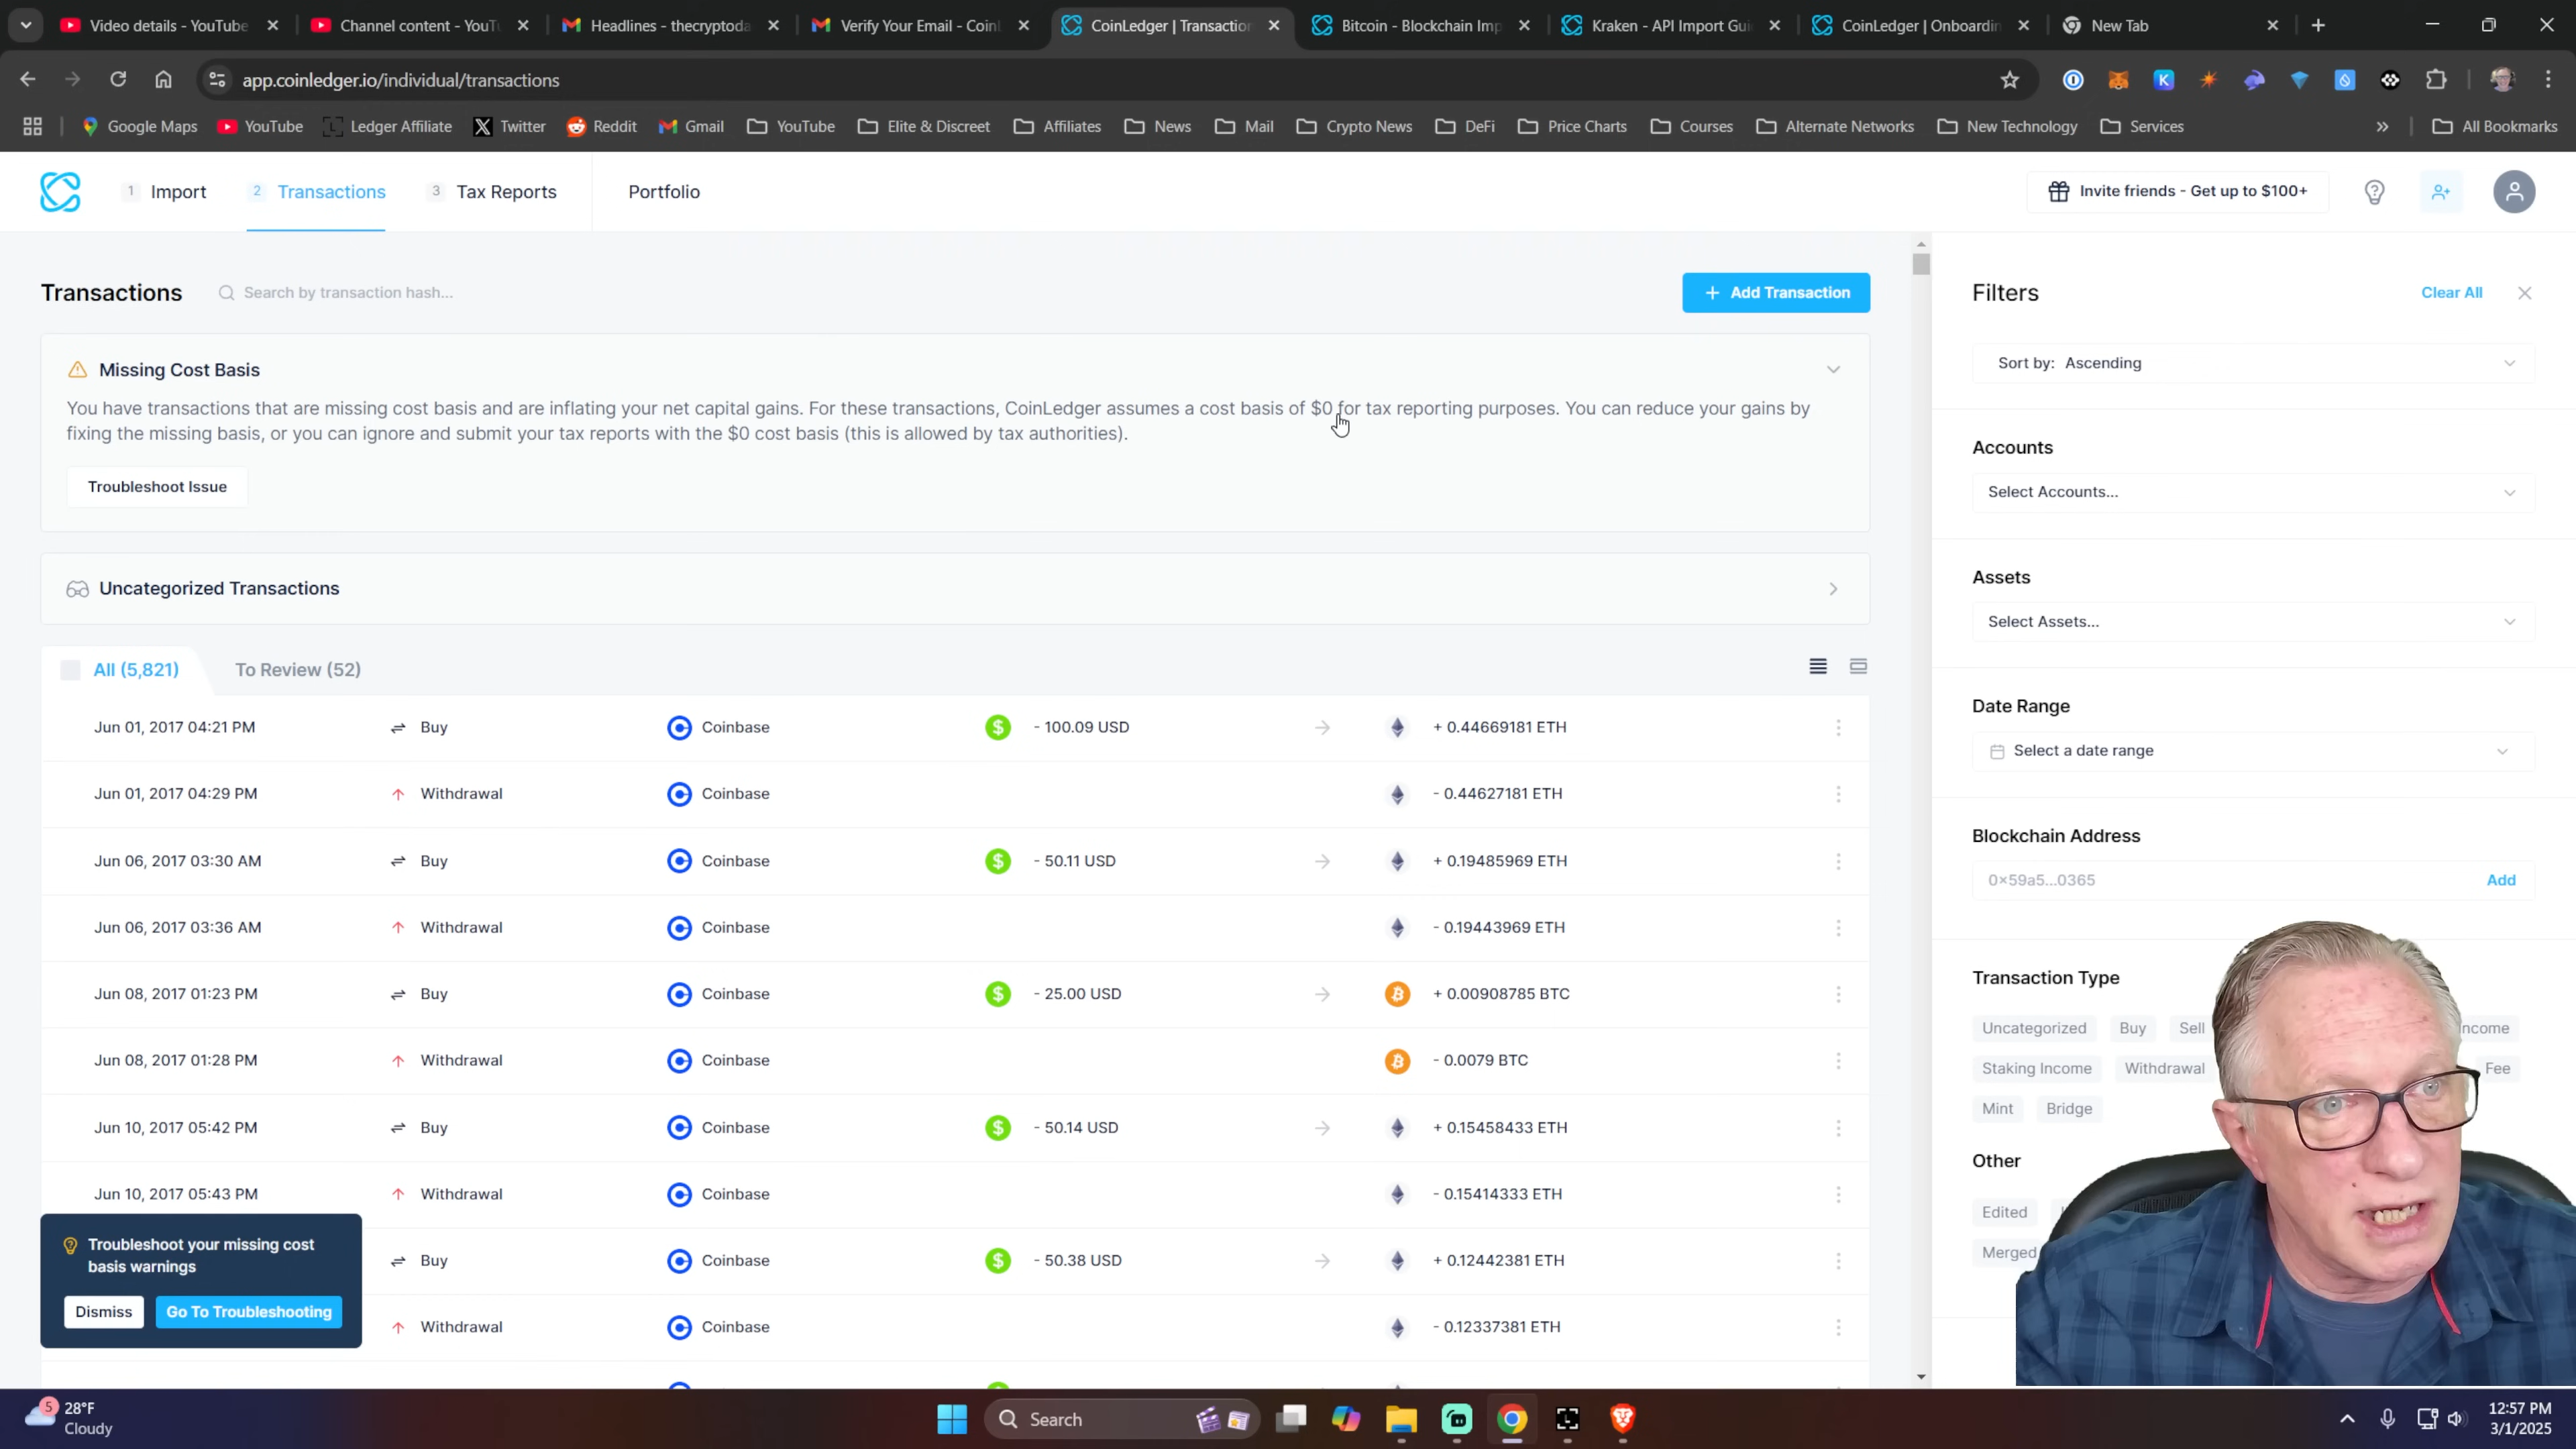 Video details - YouTube
Channel content - YouT
Headlines - thecryptoda
Verify Your Email - Coin
CoinLedger | Transaction
Bitcoin - Blockchain Imp
Kraken - API Import Gui
CoinLedger | Onboardin
New Tab
app.coinledger.io/individual/transactions
Google Maps YouTube Ledger Affiliate Twitter Reddit Gmail YouTube Elite & Discreet Affiliates News Mail Crypto News DeFi Price Charts Courses Alternate Networks New Technology Services All Bookmarks
1 Import 2 Transactions 3 Tax Reports Portfolio Invite friends - Get up to $100+
Transactions Search by transaction hash... + Add Transaction
Missing Cost Basis
You have transactions that are missing cost basis and are inflating your net capital gains. For these transactions, CoinLedger assumes a cost basis of $0 for tax reporting purposes. You can reduce your gains by
fixing the missing basis, or you can ignore and submit your tax reports with the $0 cost basis (this is allowed by tax authorities).
Troubleshoot Issue
Uncategorized Transactions
All (5,821) To Review (52)
Jun 01, 2017 04:21 PM Buy Coinbase $ - 100.09 USD + 0.44669181 ETH
Jun 01, 2017 04:29 PM Withdrawal Coinbase - 0.44627181 ETH
Jun 06, 2017 03:30 AM Buy Coinbase $ - 50.11 USD + 0.19485969 ETH
Jun 06, 2017 03:36 AM Withdrawal Coinbase - 0.19443969 ETH
Jun 08, 2017 01:23 PM Buy Coinbase $ - 25.00 USD + 0.00908785 BTC
Jun 08, 2017 01:28 PM Withdrawal Coinbase - 0.0079 BTC
Jun 10, 2017 05:42 PM Buy Coinbase $ - 50.14 USD + 0.15458433 ETH
Jun 10, 2017 05:43 PM Withdrawal Coinbase - 0.15414333 ETH
Buy Coinbase $ - 50.38 USD + 0.12442381 ETH
Withdrawal Coinbase - 0.12337381 ETH
Troubleshoot your missing cost
basis warnings
Dismiss Go To Troubleshooting
Filters Clear All
Sort by: Ascending
Accounts
Select Accounts...
Assets
Select Assets...
Date Range
Select a date range
Blockchain Address
0×59a5...0365 Add
Transaction Type
Uncategorized Buy Sell
Staking Income Withdrawal Fee
Mint Bridge
Other
Edited
Merged
5 28°F
Cloudy
Search
12:57 PM
3/1/2025